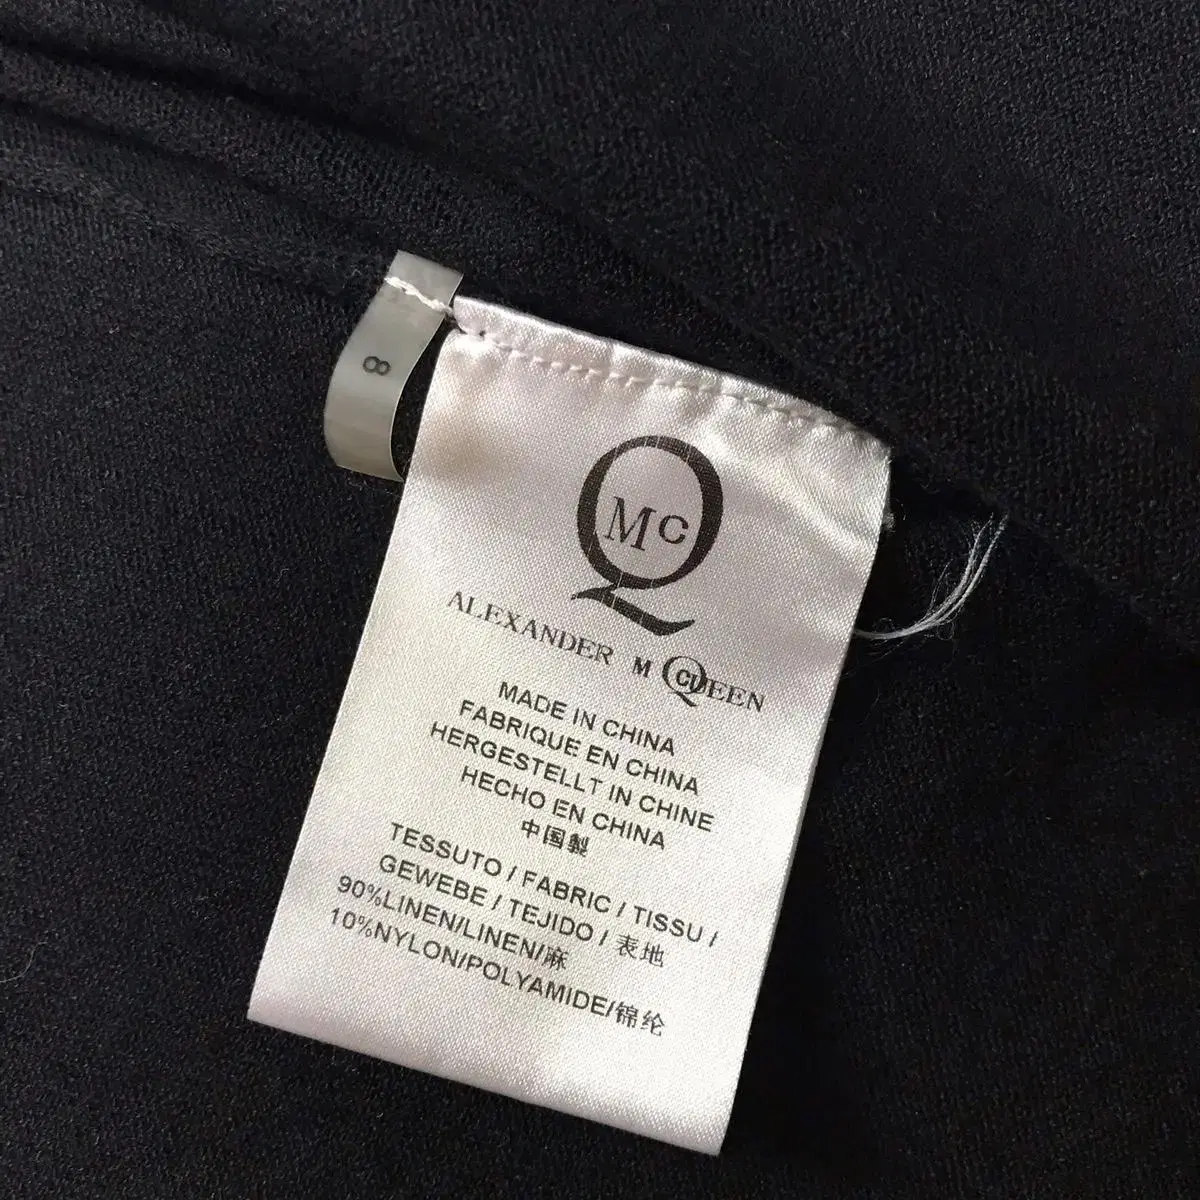 8
McQ
ALEXANDER McQUEEN
MADE IN CHINA
FABRIQUE EN CHINA
HERGESTELLT IN CHINE
HECHO EN CHINA
中国製
TESSUTO / FABRIC / TISSU /
GEWEBE / TEJIDO / 表地
90%LINEN/LINEN/麻
10%NYLON/POLYAMIDE/锦纶